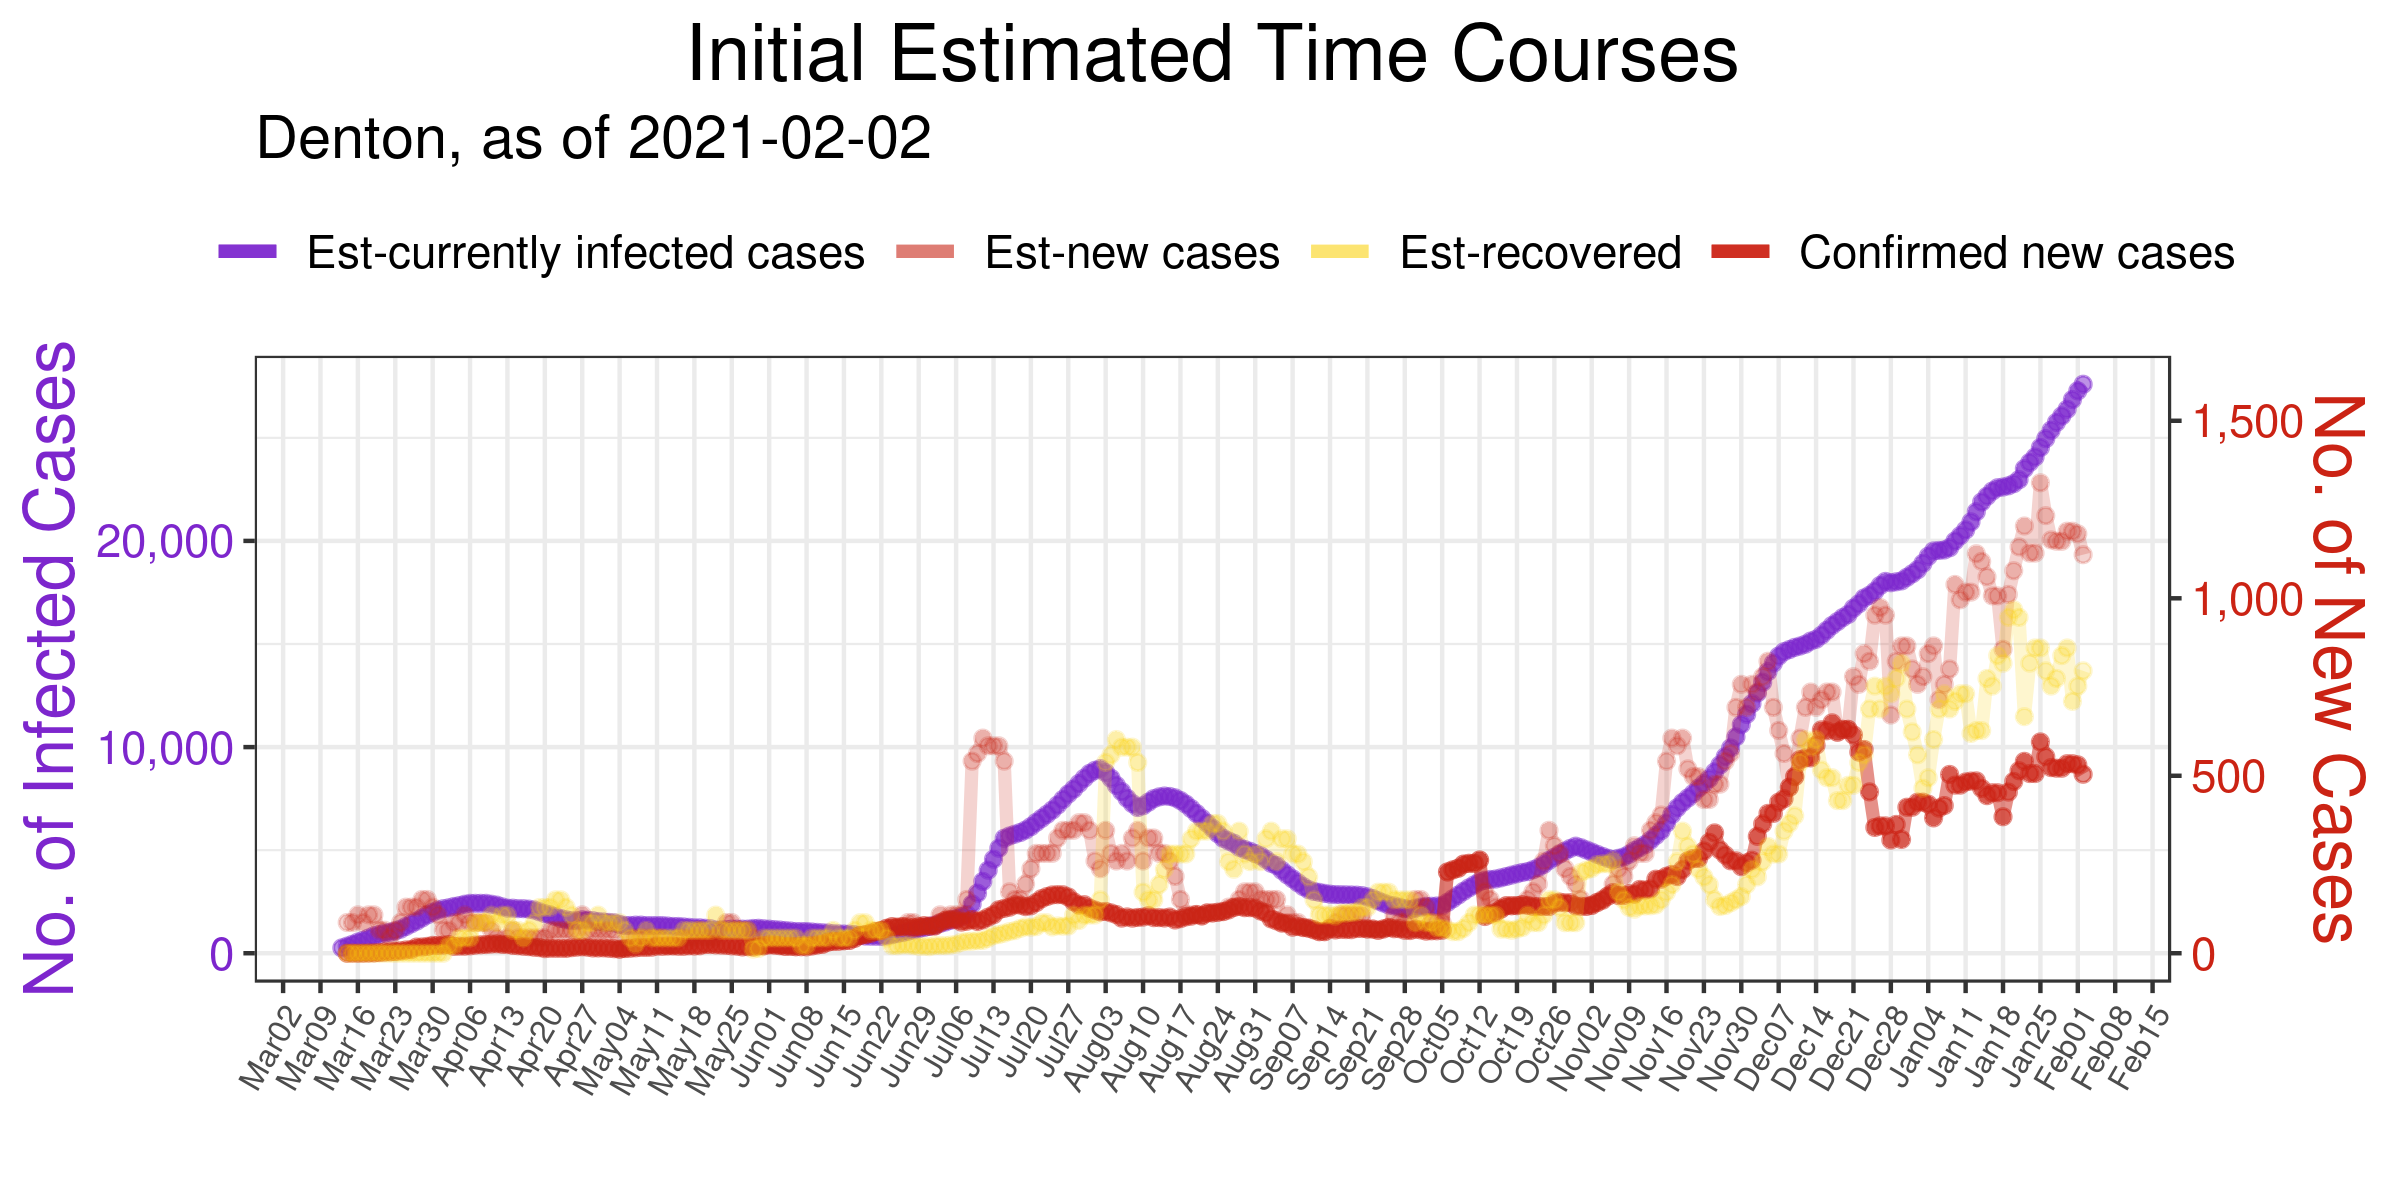 Initial Estimated Time Courses
Denton, as of 2021-02-02
Est-currently infected cases Est-new cases Est-recovered Confirmed new cases
No. of Infected Cases
20,000
10,000
0
1,500
1,000
500
0
No. of New Cases
Mar02 Mar09 Mar16 Mar23 Mar30 Apr06 Apr13 Apr20 Apr27 May04 May11 May18 May25 Jun01 Jun08 Jun15 Jun22 Jun29 Jul06 Jul13 Jul20 Jul27 Aug03 Aug10 Aug17 Aug24 Aug31 Sep07 Sep14 Sep21 Sep28 Oct05 Oct12 Oct19 Oct26 Nov02 Nov09 Nov16 Nov23 Nov30 Dec07 Dec14 Dec21 Dec28 Jan04 Jan11 Jan18 Jan25 Feb01 Feb08 Feb15